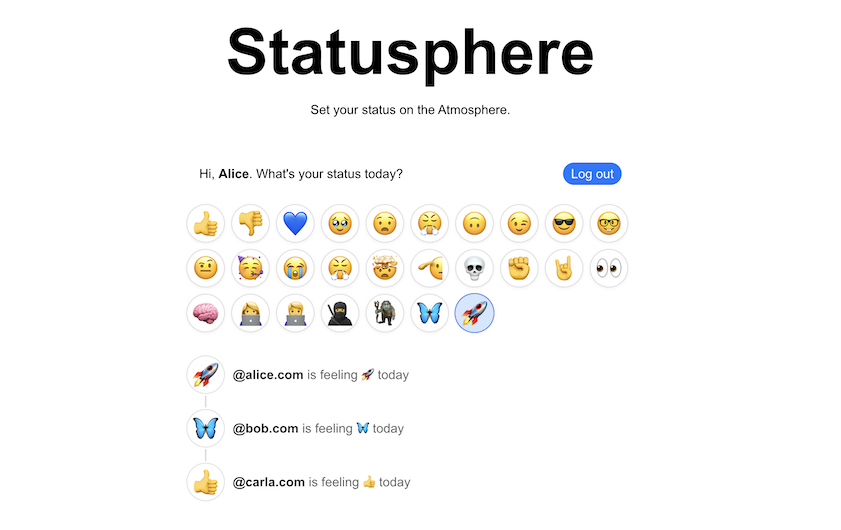 Statusphere
Set your status on the Atmosphere.
Hi, Alice. What's your status today?
Log out
@alice.com is feeling 🚀 today
@bob.com is feeling 🦋 today
@carla.com is feeling 👍 today